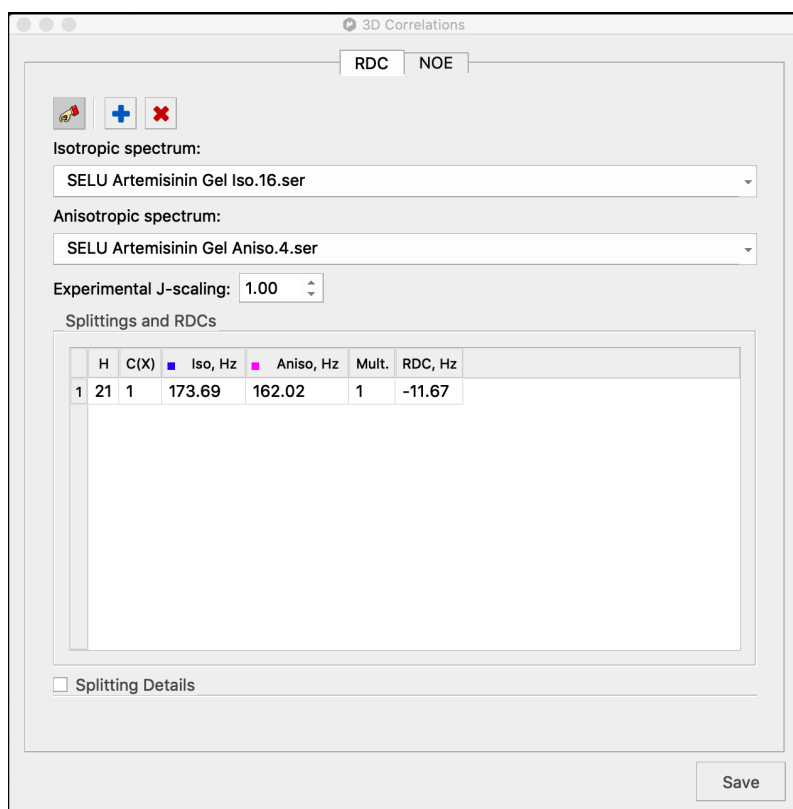 3D Correlations
RDC NOE
Isotropic spectrum:
SELU Artemisinin Gel Iso.16.ser
Anisotropic spectrum:
SELU Artemisinin Gel Aniso.4.ser
Experimental J-scaling: 1.00
Splittings and RDCs
H C(X) Iso, Hz Aniso, Hz Mult. RDC, Hz
1 21 1 173.69 162.02 1 -11.67
Splitting Details
Save